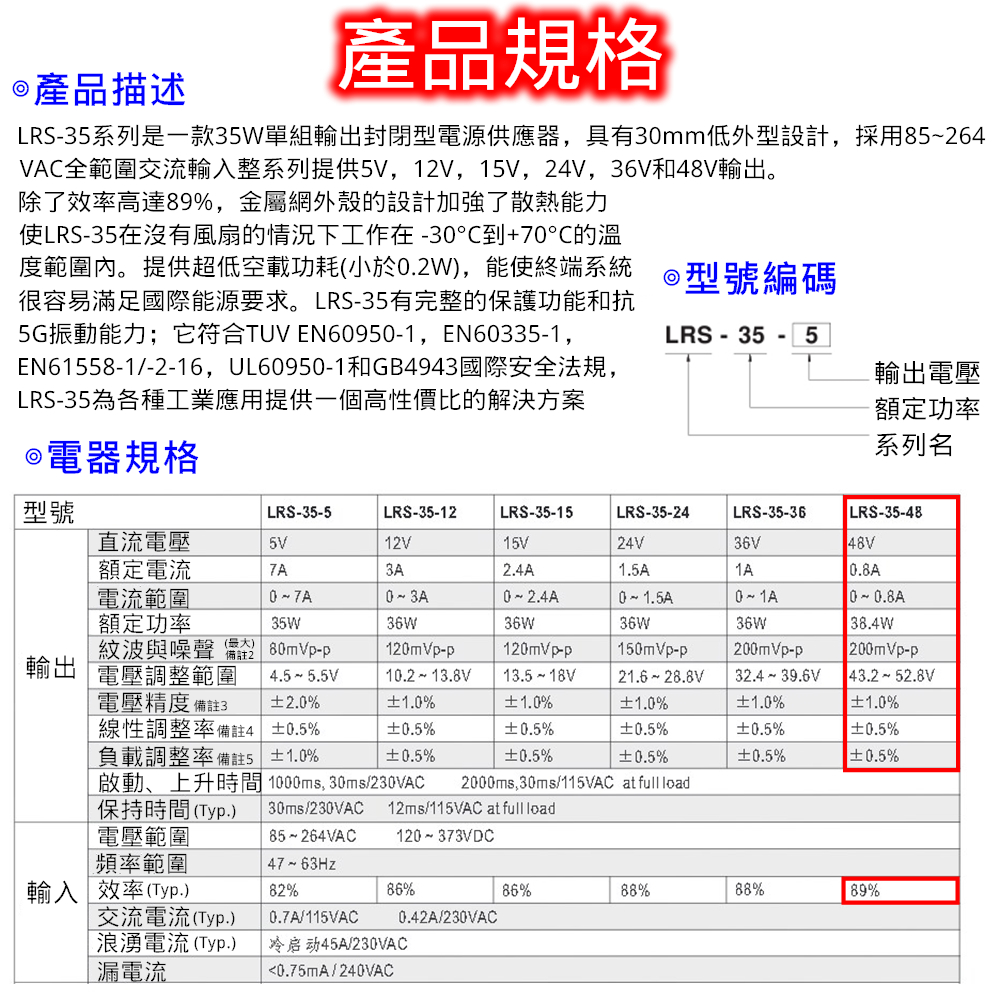 產品規格
◎產品描述
LRS-35系列是一款35W單組輸出封閉型電源供應器，具有30mm低外型設計，採用85~264
VAC全範圍交流輸入整系列提供5V，12V，15V，24V，36V和48V輸出。
除了效率高達89%，金屬網外殼的設計加強了散熱能力
使LRS-35在沒有風扇的情況下工作在 -30°C到+70°C的溫
度範圍內。提供超低空載功耗(小於0.2W)，能使終端系統
很容易滿足國際能源要求。LRS-35有完整的保護功能和抗
5G振動能力；它符合TUV EN60950-1，EN60335-1，
EN61558-1/-2-16，UL60950-1和GB4943國際安全法規，
LRS-35為各種工業應用提供一個高性價比的解決方案
◎型號編碼
LRS - 35 - 5
輸出電壓
額定功率
系列名
◎電器規格
型號 LRS-35-5 LRS-35-12 LRS-35-15 LRS-35-24 LRS-35-36 LRS-35-48
輸出
直流電壓 5V 12V 15V 24V 36V 48V
額定電流 7A 3A 2.4A 1.5A 1A 0.8A
電流範圍 0~7A 0~3A 0~2.4A 0~1.5A 0~1A 0~0.8A
額定功率 35W 36W 36W 36W 36W 38.4W
紋波與噪聲 (最大) 備註2 80mVp-p 120mVp-p 120mVp-p 150mVp-p 200mVp-p 200mVp-p
電壓調整範圍 4.5~5.5V 10.2~13.8V 13.5~18V 21.6~28.8V 32.4~39.6V 43.2~52.8V
電壓精度 備註3 ±2.0% ±1.0% ±1.0% ±1.0% ±1.0% ±1.0%
線性調整率 備註4 ±0.5% ±0.5% ±0.5% ±0.5% ±0.5% ±0.5%
負載調整率 備註5 ±1.0% ±0.5% ±0.5% ±0.5% ±0.5% ±0.5%
啟動、上升時間 1000ms, 30ms/230VAC 2000ms,30ms/115VAC at full load
保持時間(Typ.) 30ms/230VAC 12ms/115VAC at full load
輸入
電壓範圍 85~264VAC 120~373VDC
頻率範圍 47~63Hz
效率(Typ.) 82% 86% 86% 88% 88% 89%
交流電流(Typ.) 0.7A/115VAC 0.42A/230VAC
浪湧電流(Typ.) 冷启动45A/230VAC
漏電流 <0.75mA / 240VAC